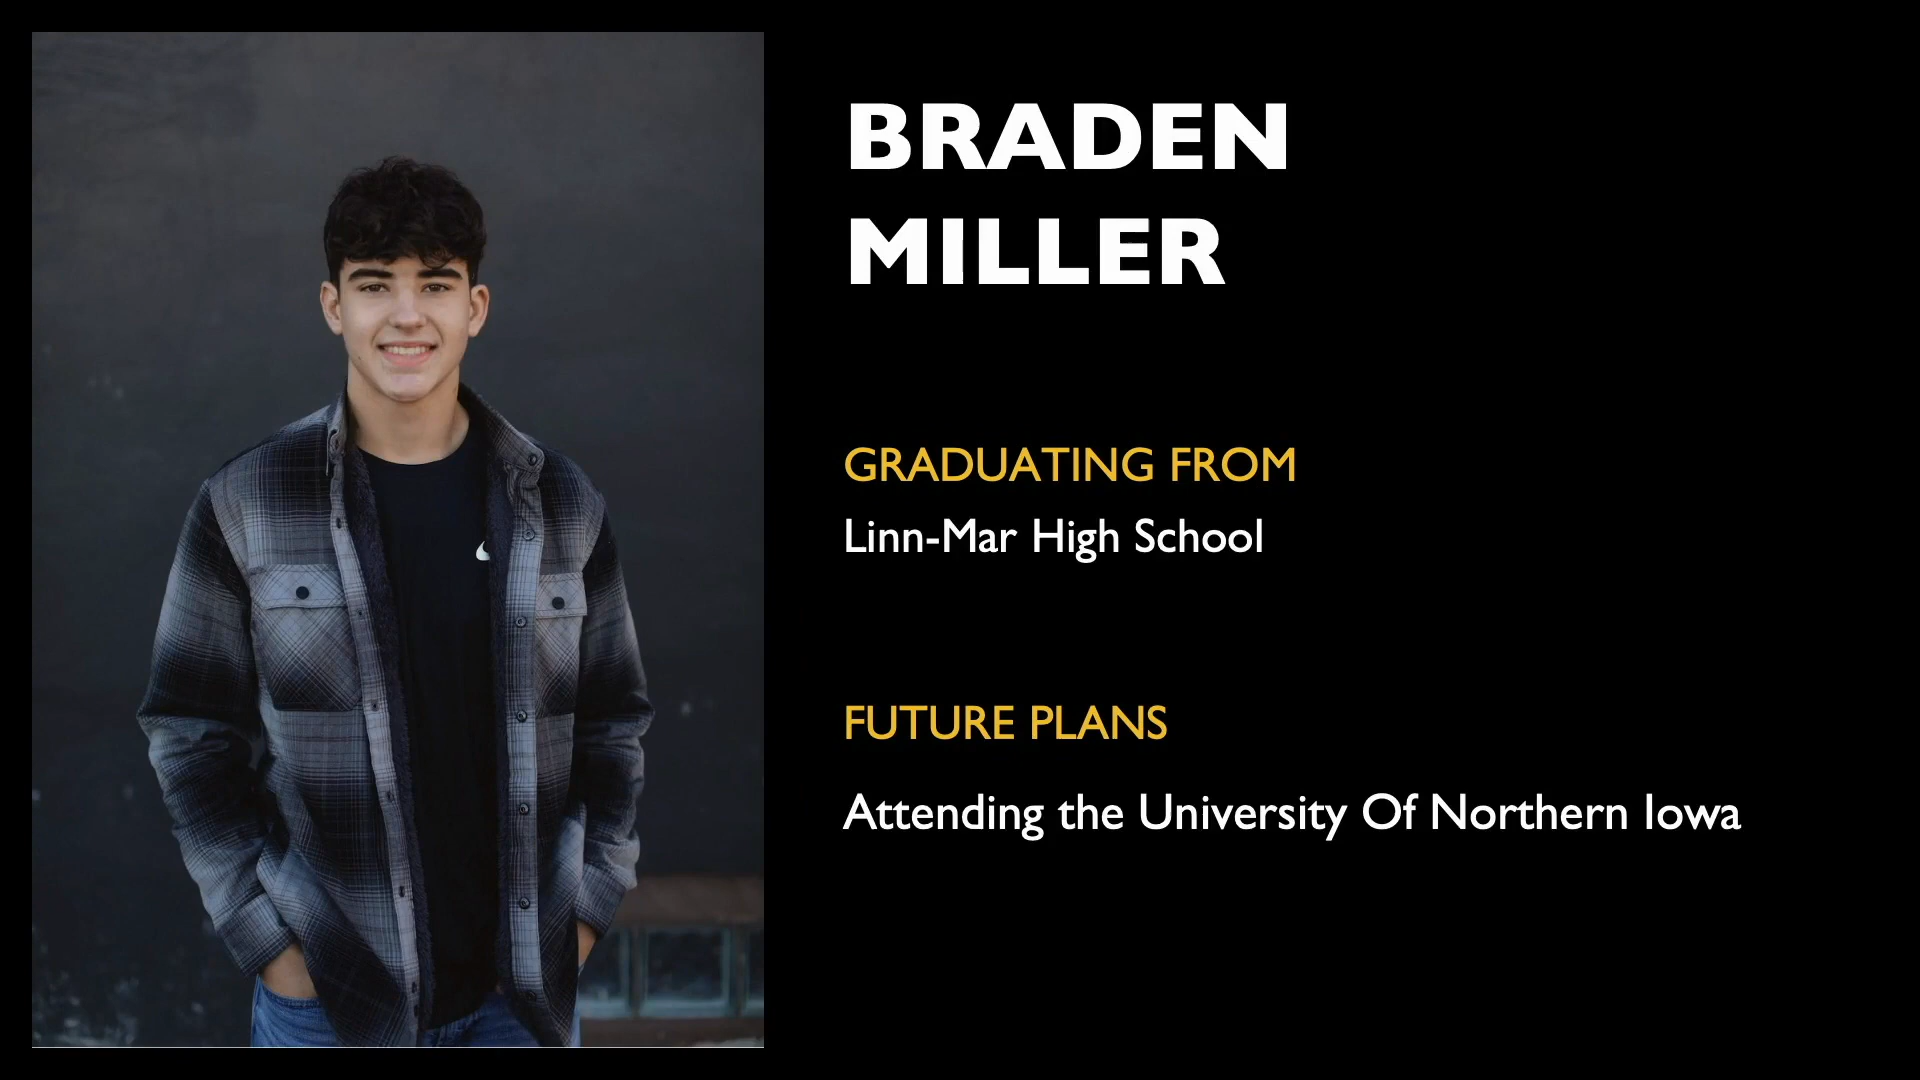 BRADEN
MILLER
GRADUATING FROM
Linn-Mar High School
FUTURE PLANS
Attending the University Of Northern Iowa